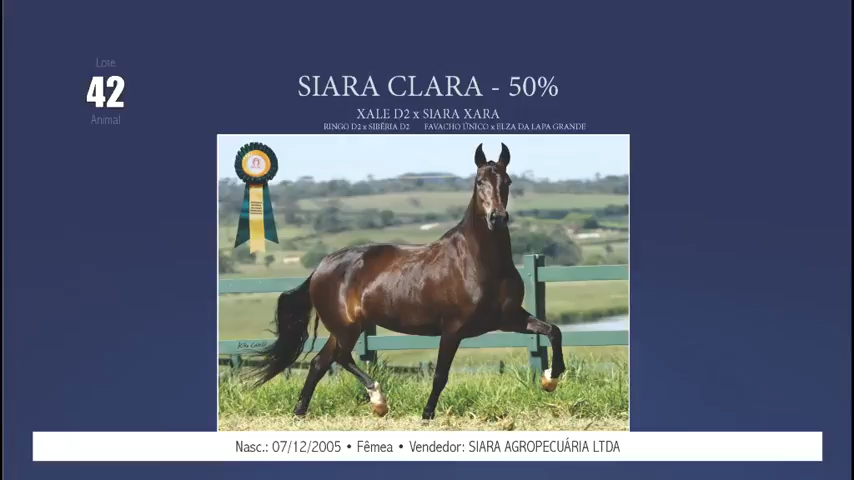 Lote
42
Animal
SIARA CLARA - 50%
XALE D2 x SIARA XARA
RINGO D2 x SIBÉRIA D2 FAVACHO ÚNICO x ELZA DA LAPA GRANDE
Nasc.: 07/12/2005 • Fêmea • Vendedor: SIARA AGROPECUÁRIA LTDA